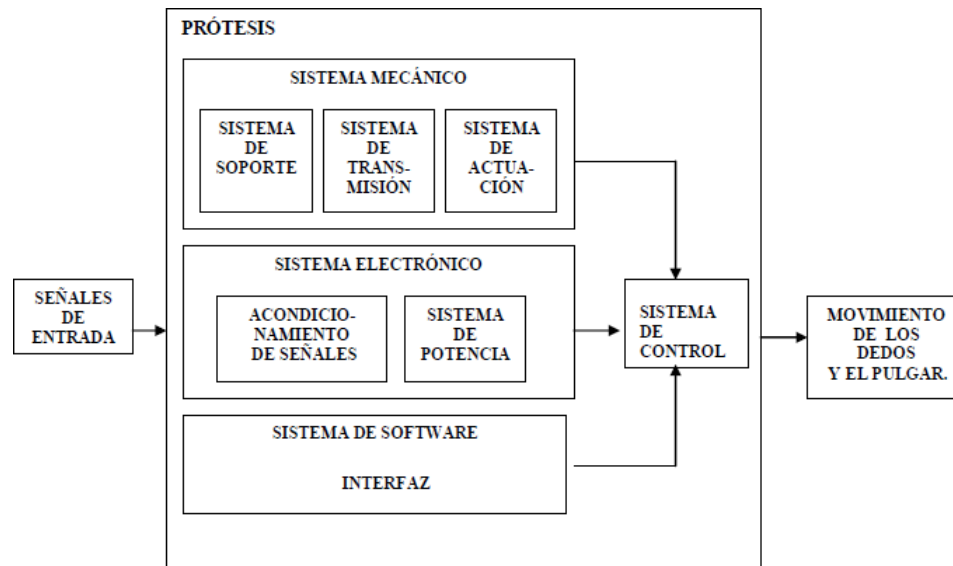 PRÓTESIS
SISTEMA MECÁNICO
SISTEMA
DE
SOPORTE
SISTEMA
DE
TRANS-
MISIÓN
SISTEMA
DE
ACTUA-
CIÓN
SISTEMA ELECTRÓNICO
ACONDICIO-
NAMIENTO
DE SEÑALES
SISTEMA
DE
POTENCIA
SEÑALES
DE
ENTRADA
SISTEMA
DE
CONTROL
MOVIMIENTO
DE LOS
DEDOS
Y EL PULGAR.
SISTEMA DE SOFTWARE
INTERFAZ